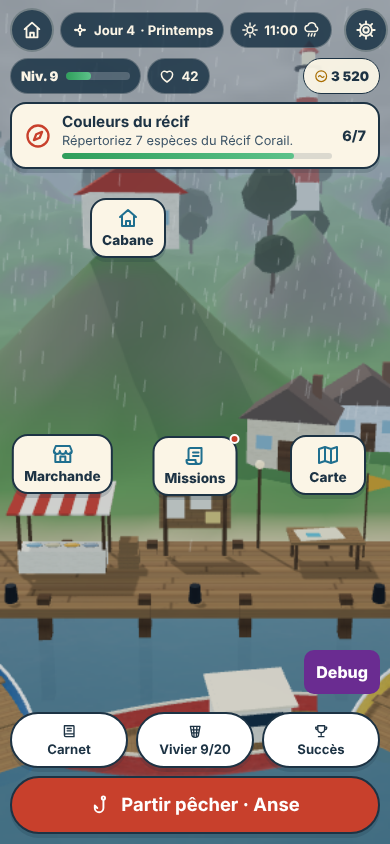 Jour 4 · Printemps
11:00
Niv. 9
42
3 520
Couleurs du récif
Répertoriez 7 espèces du Récif Corail.
6/7
Cabane
Marchande
Missions
Carte
Debug
Carnet
Vivier 9/20
Succès
Partir pêcher · Anse